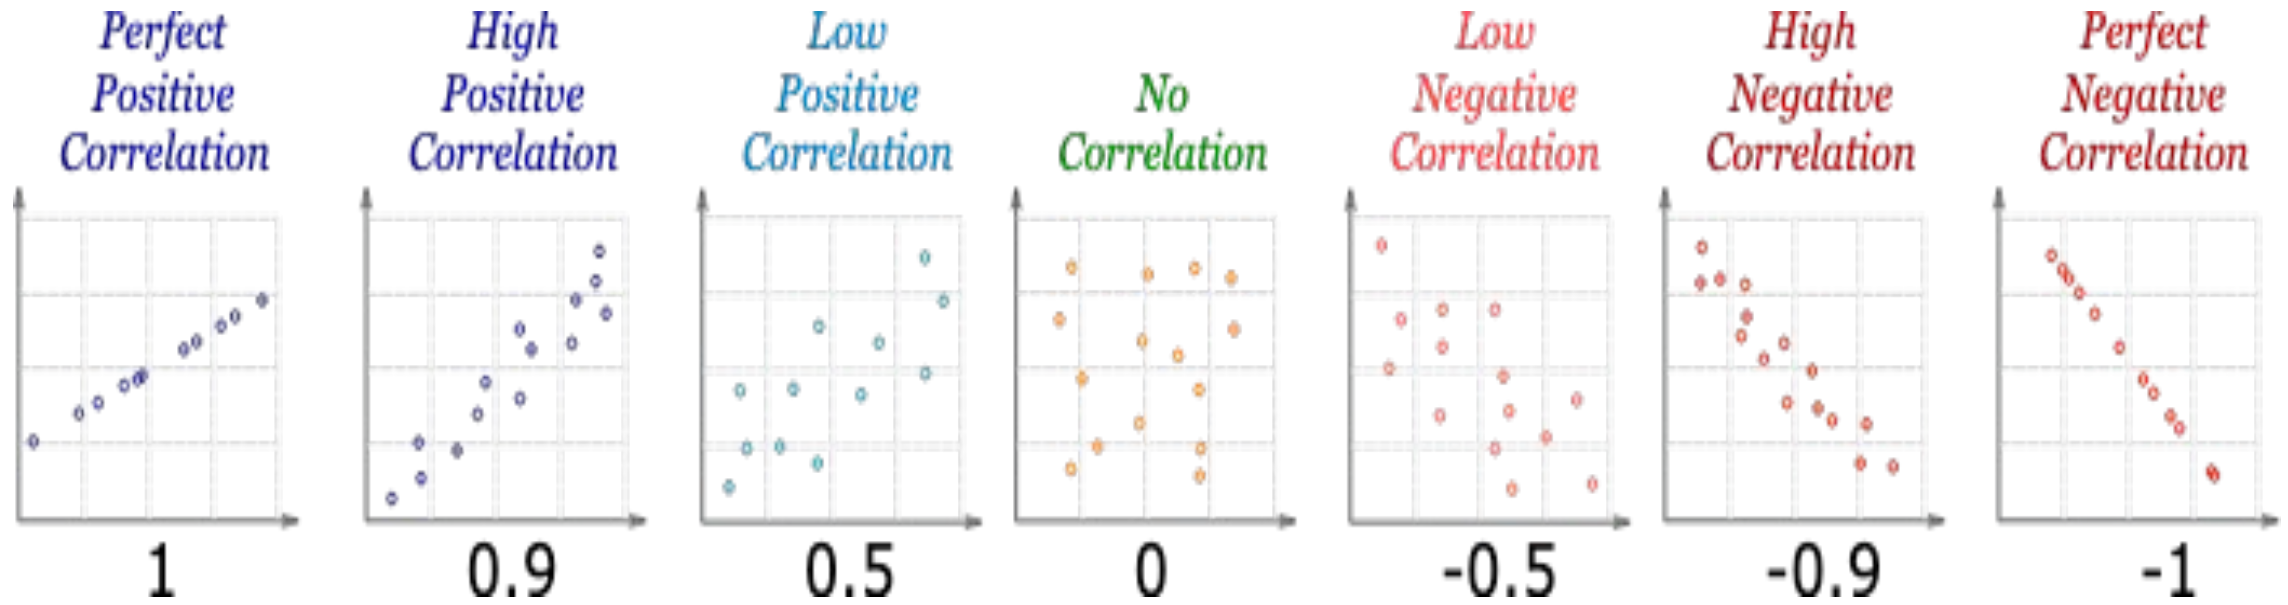 Perfect
Positive
Correlation
High
Positive
Correlation
Low
Positive
Correlation
No
Correlation
Low
Negative
Correlation
High
Negative
Correlation
Perfect
Negative
Correlation
1
0.9
0.5
0
-0.5
-0.9
-1